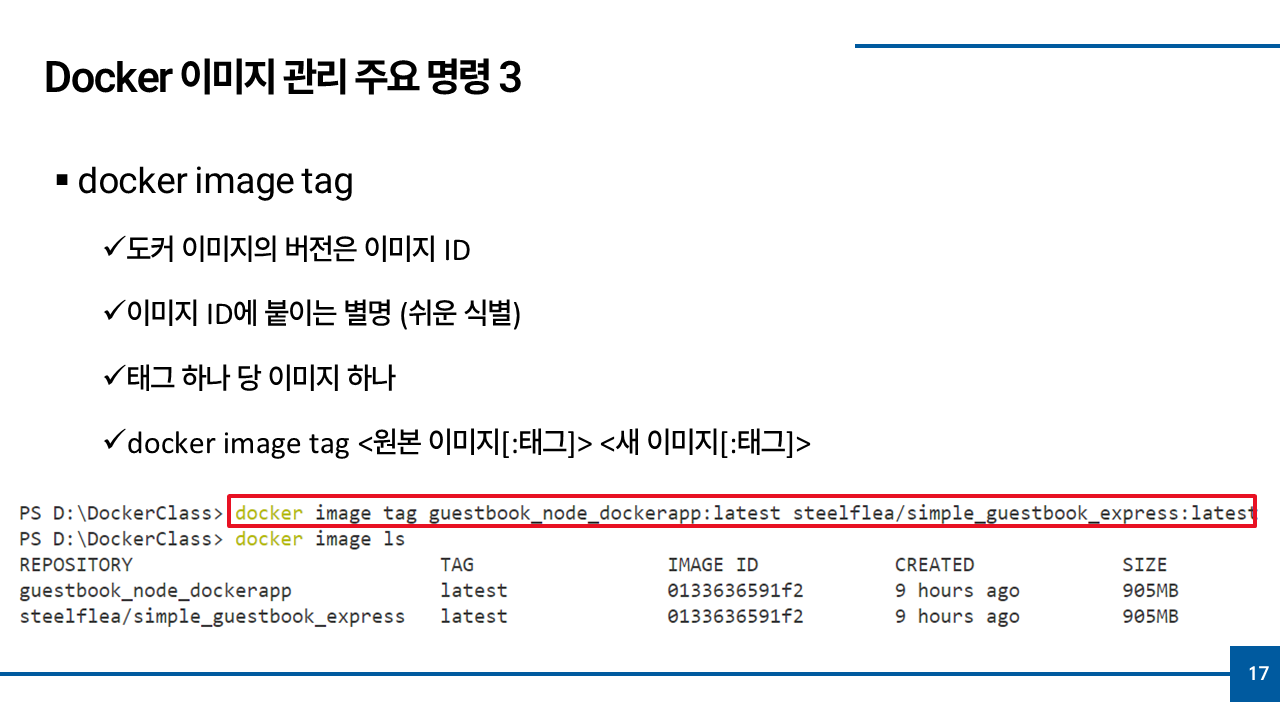 Docker 이미지 관리 주요 명령 3
▪ docker image tag
✓도커 이미지의 버전은 이미지 ID
✓이미지 ID에 붙이는 별명 (쉬운 식별)
✓태그 하나 당 이미지 하나
✓docker image tag <원본 이미지[:태그]> <새 이미지[:태그]>
PS D:\DockerClass> docker image tag guestbook_node_dockerapp:latest steelflea/simple_guestbook_express:latest
PS D:\DockerClass> docker image ls
REPOSITORY TAG IMAGE ID CREATED SIZE
guestbook_node_dockerapp latest 0133636591f2 9 hours ago 905MB
steelflea/simple_guestbook_express latest 0133636591f2 9 hours ago 905MB
17